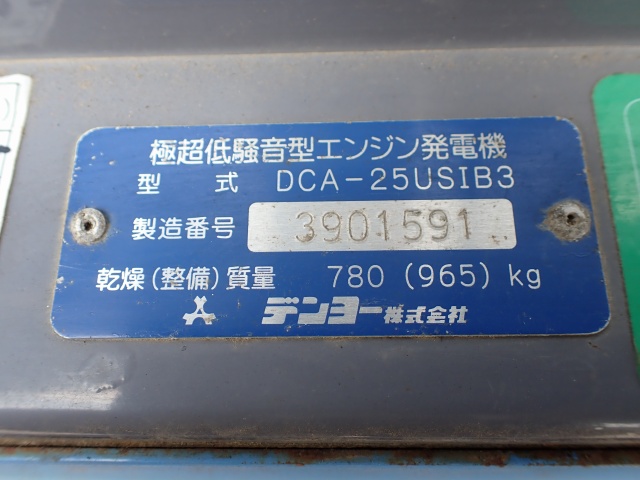 極超低騒音型エンジン発電機
型 式 DCA-25USIB3
製造番号 3901591
乾燥(整備)質量 780 (965) kg
デンヨー株式会社